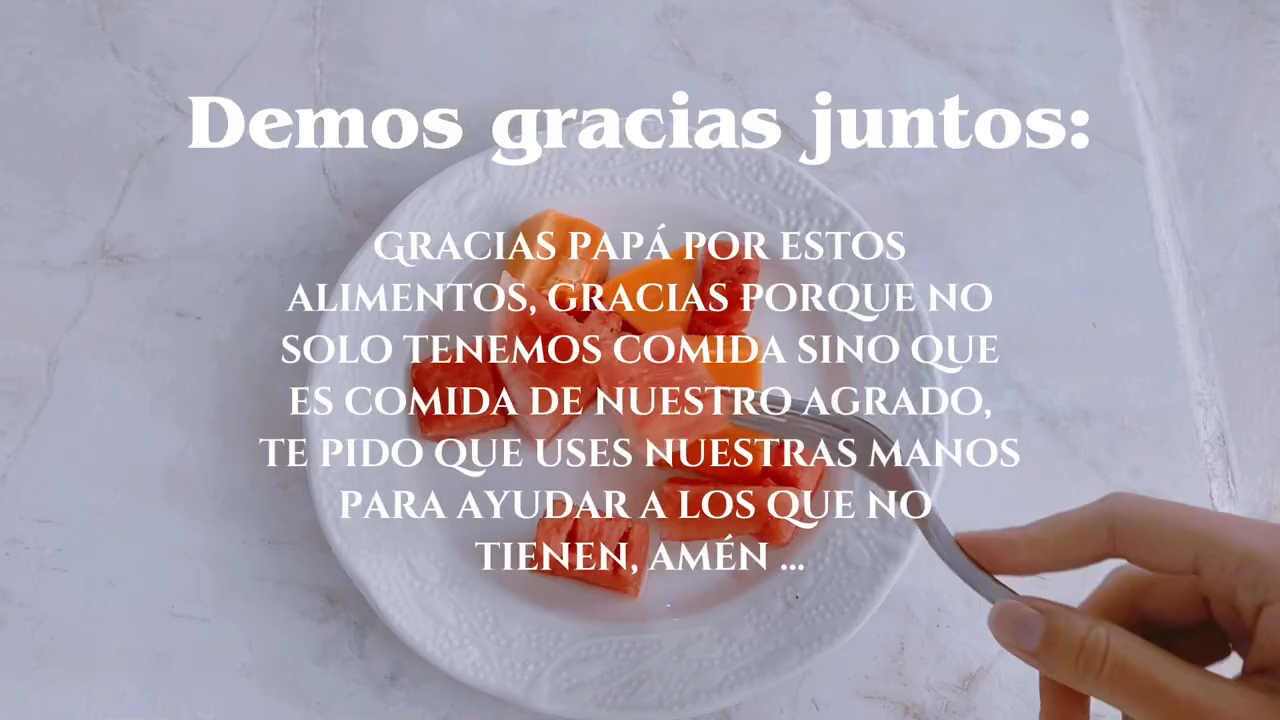 Demos gracias juntos:
GRACIAS PAPÁ POR ESTOS
ALIMENTOS, GRACIAS PORQUE NO
SOLO TENEMOS COMIDA SINO QUE
ES COMIDA DE NUESTRO AGRADO,
TE PIDO QUE USES NUESTRAS MANOS
PARA AYUDAR A LOS QUE NO
TIENEN, AMÉN ...